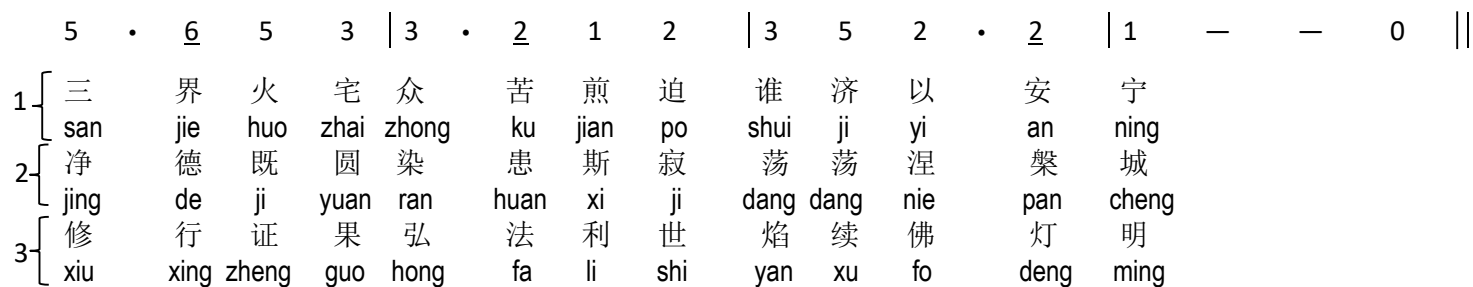 5 · 6 5 3 | 3 · 2 1 2 | 3 5 2 · 2 | 1 — — 0 ||
1 三 界 火 宅 众 苦 煎 迫 谁 济 以 安 宁
san jie huo zhai zhong ku jian po shui ji yi an ning
2 净 德 既 圆 染 患 斯 寂 荡 荡 涅 槃 城
jing de ji yuan ran huan xi ji dang dang nie pan cheng
3 修 行 证 果 弘 法 利 世 焰 续 佛 灯 明
xiu xing zheng guo hong fa li shi yan xu fo deng ming